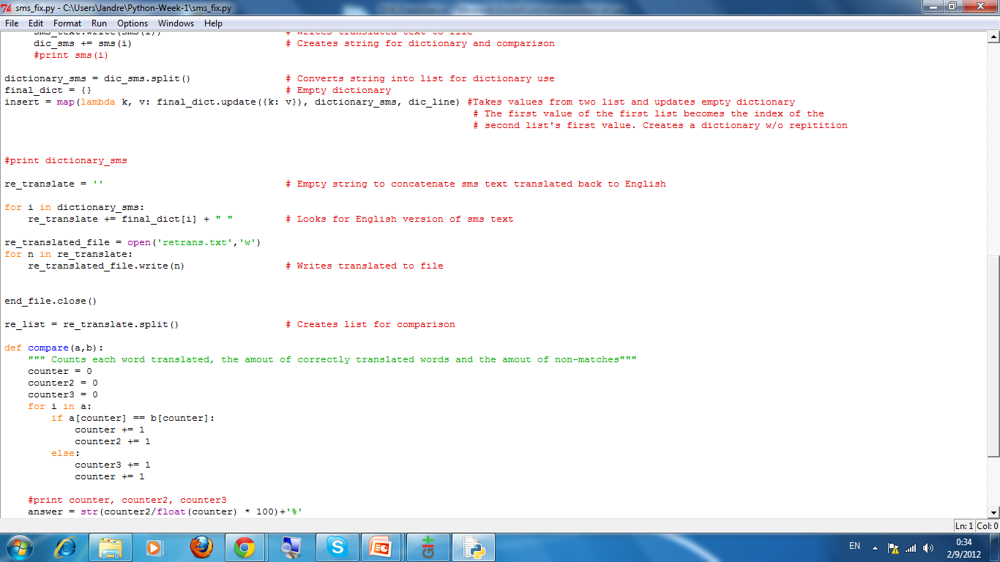 sms_fix.py - C:\Users\Jandre\Python-Week-1\sms_fix.py
File Edit Format Run Options Windows Help
sms_text.write(sms(i)) # Writes translated text to file
dic_sms += sms(i) # Creates string for dictionary and comparison
#print sms(i)
dictionary_sms = dic_sms.split() # Converts string into list for dictionary use
final_dict = {} # Empty dictionary
insert = map(lambda k, v: final_dict.update({k: v}), dictionary_sms, dic_line) #Takes values from two list and updates empty dictionary
# The first value of the first list becomes the index of the
# second list's first value. Creates a dictionary w/o repitition
#print dictionary_sms
re_translate = '' # Empty string to concatenate sms text translated back to English
for i in dictionary_sms:
re_translate += final_dict[i] + " " # Looks for English version of sms text
re_translated_file = open('retrans.txt','w')
for n in re_translate:
re_translated_file.write(n) # Writes translated to file
end_file.close()
re_list = re_translate.split() # Creates list for comparison
def compare(a,b):
""" Counts each word translated, the amout of correctly translated words and the amout of non-matches"""
counter = 0
counter2 = 0
counter3 = 0
for i in a:
if a[counter] == b[counter]:
counter += 1
counter2 += 1
else:
counter3 += 1
counter += 1
#print counter, counter2, counter3
answer = str(counter2/float(counter) * 100)+'%'
Ln: 1 Col: 0
EN
0:34
2/9/2012